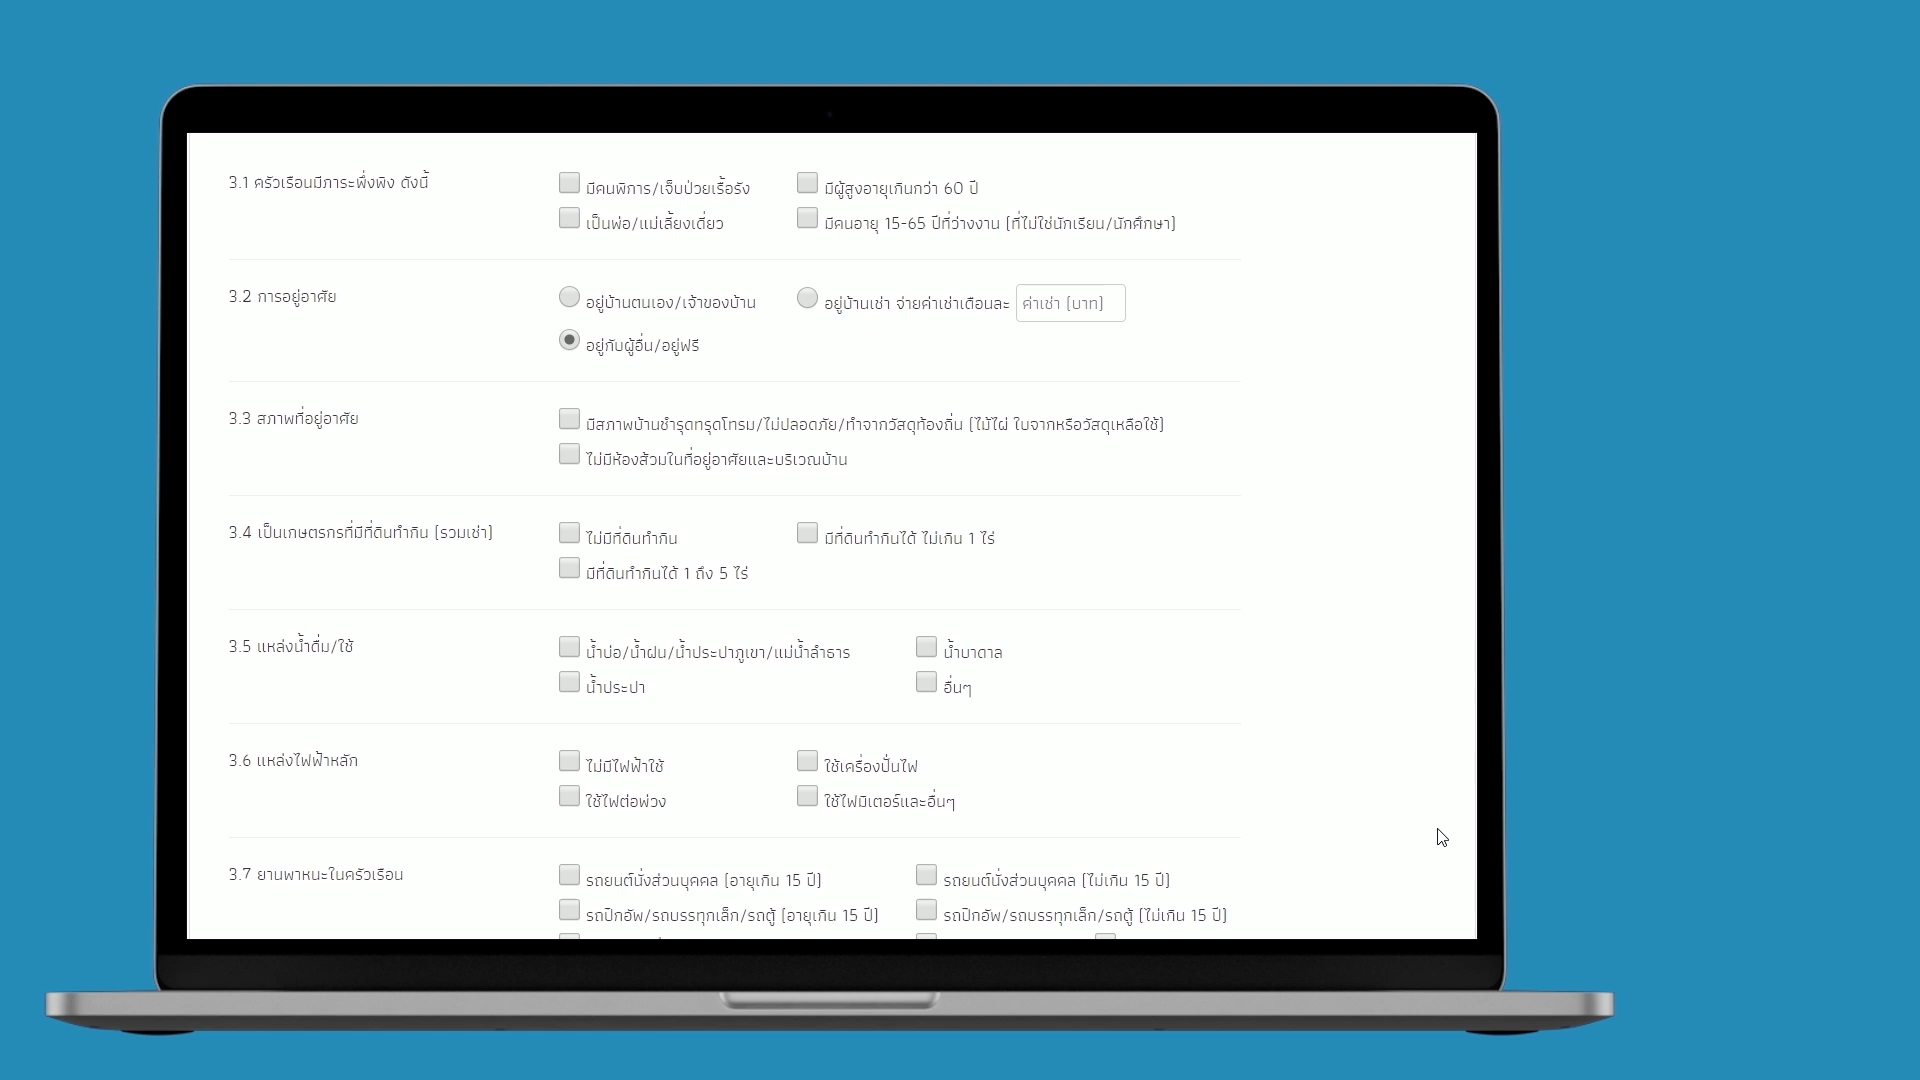 3.1 ครัวเรือนมีภาระพึ่งพิง ดังนี้
มีคนพิการ/เจ็บป่วยเรื้อรัง มีผู้สูงอายุเกินกว่า 60 ปี
เป็นพ่อ/แม่เลี้ยงเดี่ยว มีคนอายุ 15-65 ปีที่ว่างงาน (ที่ไม่ใช่นักเรียน/นักศึกษา)
3.2 การอยู่อาศัย
อยู่บ้านตนเอง/เจ้าของบ้าน อยู่บ้านเช่า จ่ายค่าเช่าเดือนละ ค่าเช่า (บาท)
อยู่กับผู้อื่น/อยู่ฟรี
3.3 สภาพที่อยู่อาศัย
มีสภาพบ้านชำรุดทรุดโทรม/ไม่ปลอดภัย/ทำจากวัสดุท้องถิ่น (ไม้ไผ่ ใบจากหรือวัสดุเหลือใช้)
ไม่มีห้องส้วมในที่อยู่อาศัยและบริเวณบ้าน
3.4 เป็นเกษตรกรที่มีที่ดินทำกิน (รวมเช่า)
ไม่มีที่ดินทำกิน มีที่ดินทำกินได้ ไม่เกิน 1 ไร่
มีที่ดินทำกินได้ 1 ถึง 5 ไร่
3.5 แหล่งน้ำดื่ม/ใช้
น้ำบ่อ/น้ำฝน/น้ำประปาภูเขา/แม่น้ำลำธาร น้ำบาดาล
น้ำประปา อื่นๆ
3.6 แหล่งไฟฟ้าหลัก
ไม่มีไฟฟ้าใช้ ใช้เครื่องปั่นไฟ
ใช้ไฟต่อพ่วง ใช้ไฟมิเตอร์และอื่นๆ
3.7 ยานพาหนะในครัวเรือน
รถยนต์นั่งส่วนบุคคล (อายุเกิน 15 ปี) รถยนต์นั่งส่วนบุคคล (ไม่เกิน 15 ปี)
รถปิกอัพ/รถบรรทุกเล็ก/รถตู้ (อายุเกิน 15 ปี) รถปิกอัพ/รถบรรทุกเล็ก/รถตู้ (ไม่เกิน 15 ปี)